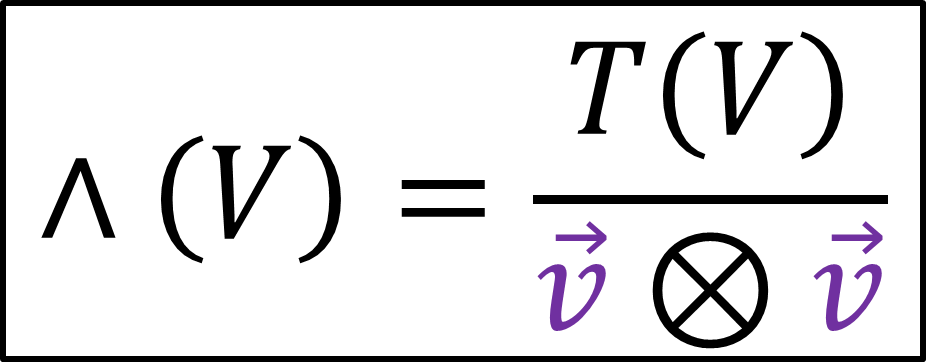 ∧(V) = T(V) / v⃗ ⊗ v⃗